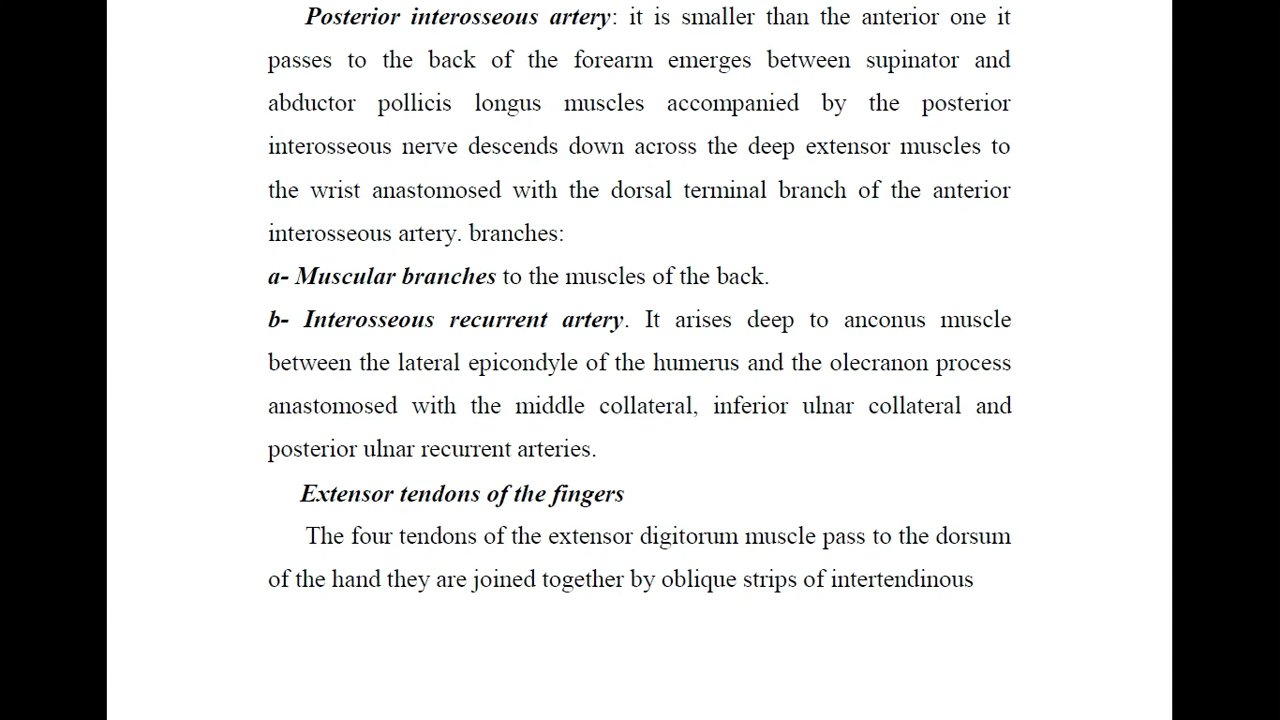 Posterior interosseous artery: it is smaller than the anterior one it
passes to the back of the forearm emerges between supinator and
abductor pollicis longus muscles accompanied by the posterior
interosseous nerve descends down across the deep extensor muscles to
the wrist anastomosed with the dorsal terminal branch of the anterior
interosseous artery. branches:
a- Muscular branches to the muscles of the back.
b- Interosseous recurrent artery. It arises deep to anconus muscle
between the lateral epicondyle of the humerus and the olecranon process
anastomosed with the middle collateral, inferior ulnar collateral and
posterior ulnar recurrent arteries.
Extensor tendons of the fingers
The four tendons of the extensor digitorum muscle pass to the dorsum
of the hand they are joined together by oblique strips of intertendinous